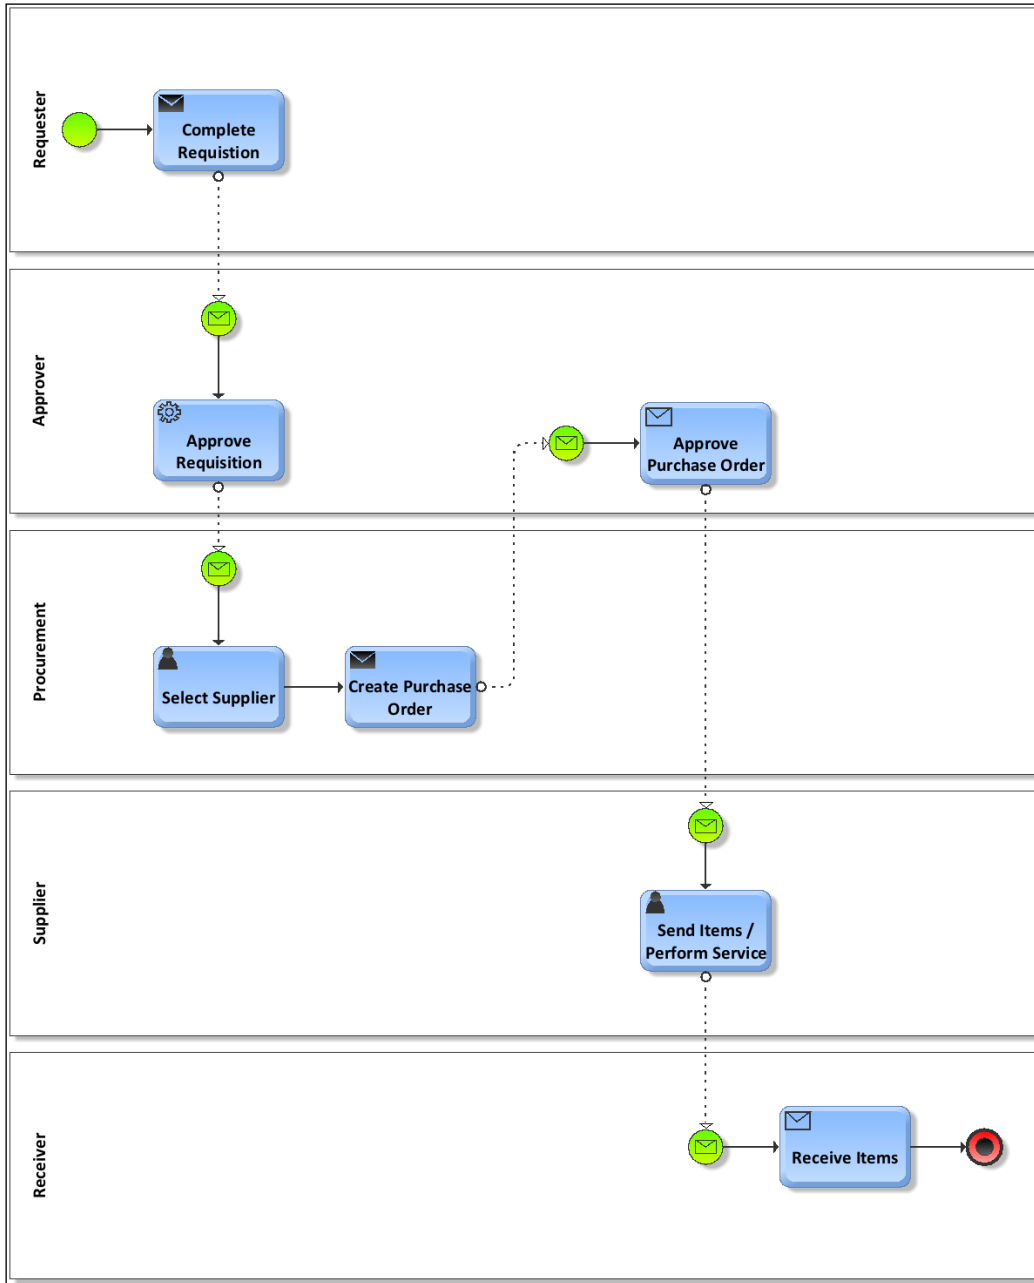 Requester
Complete
Requistion
Approver
Approve
Requisition
Approve
Purchase Order
Procurement
Select Supplier
Create Purchase
Order
Supplier
Send Items /
Perform Service
Receiver
Receive Items